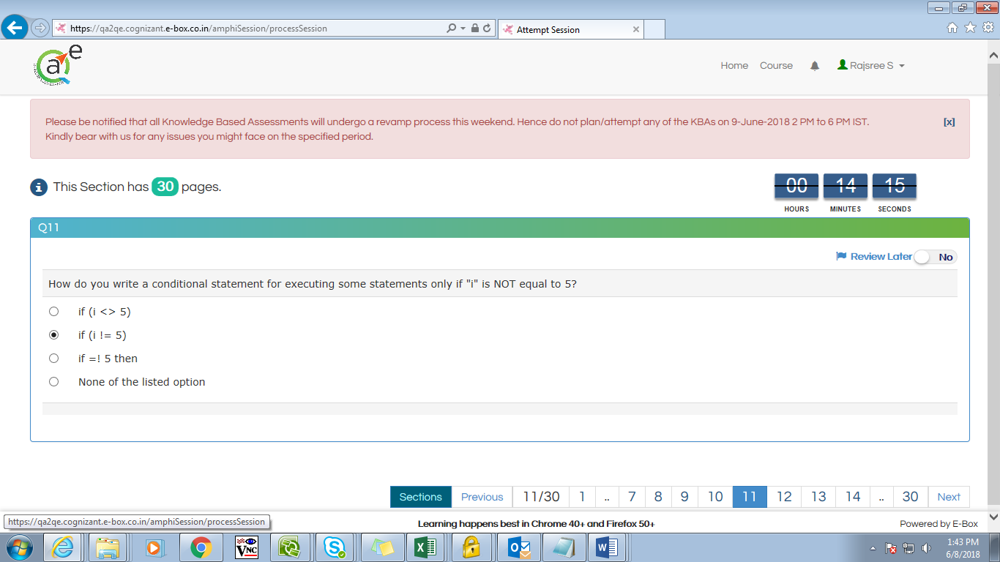 https://qa2qe.cognizant.e-box.co.in/amphiSession/processSession
Attempt Session
a e
Home Course Rajsree S
Please be notified that all Knowledge Based Assessments will undergo a revamp process this weekend. Hence do not plan/attempt any of the KBAs on 9-June-2018 2 PM to 6 PM IST. [x]
Kindly bear with us for any issues you might face on the specified period.
This Section has 30 pages.
00 14 15
HOURS MINUTES SECONDS
Q11
Review Later No
How do you write a conditional statement for executing some statements only if "i" is NOT equal to 5?
if (i <> 5)
if (i != 5)
if =! 5 then
None of the listed option
Sections Previous 11/30 1 .. 7 8 9 10 11 12 13 14 .. 30 Next
https://qa2qe.cognizant.e-box.co.in/amphiSession/processSession
Learning happens best in Chrome 40+ and Firefox 50+
Powered by E-Box
VNC
1:43 PM
6/8/2018